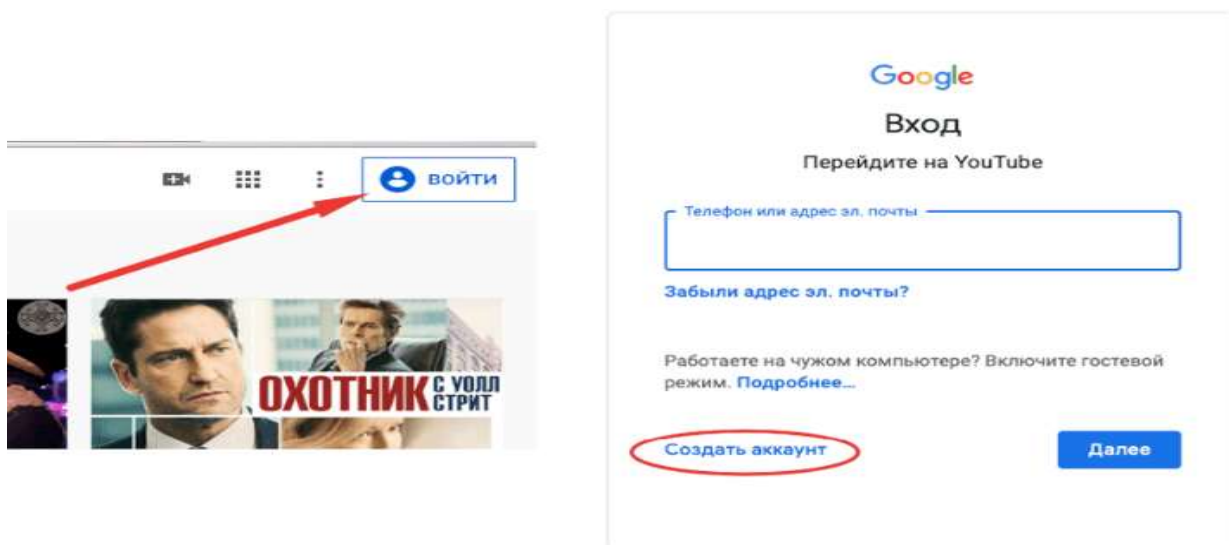 ВОЙТИ
ОХОТНИК С УОЛЛ
СТРИТ
Google
Вход
Перейдите на YouTube
Телефон или адрес эл. почты
Забыли адрес эл. почты?
Работаете на чужом компьютере? Включите гостевой
режим. Подробнее...
Создать аккаунт
Далее